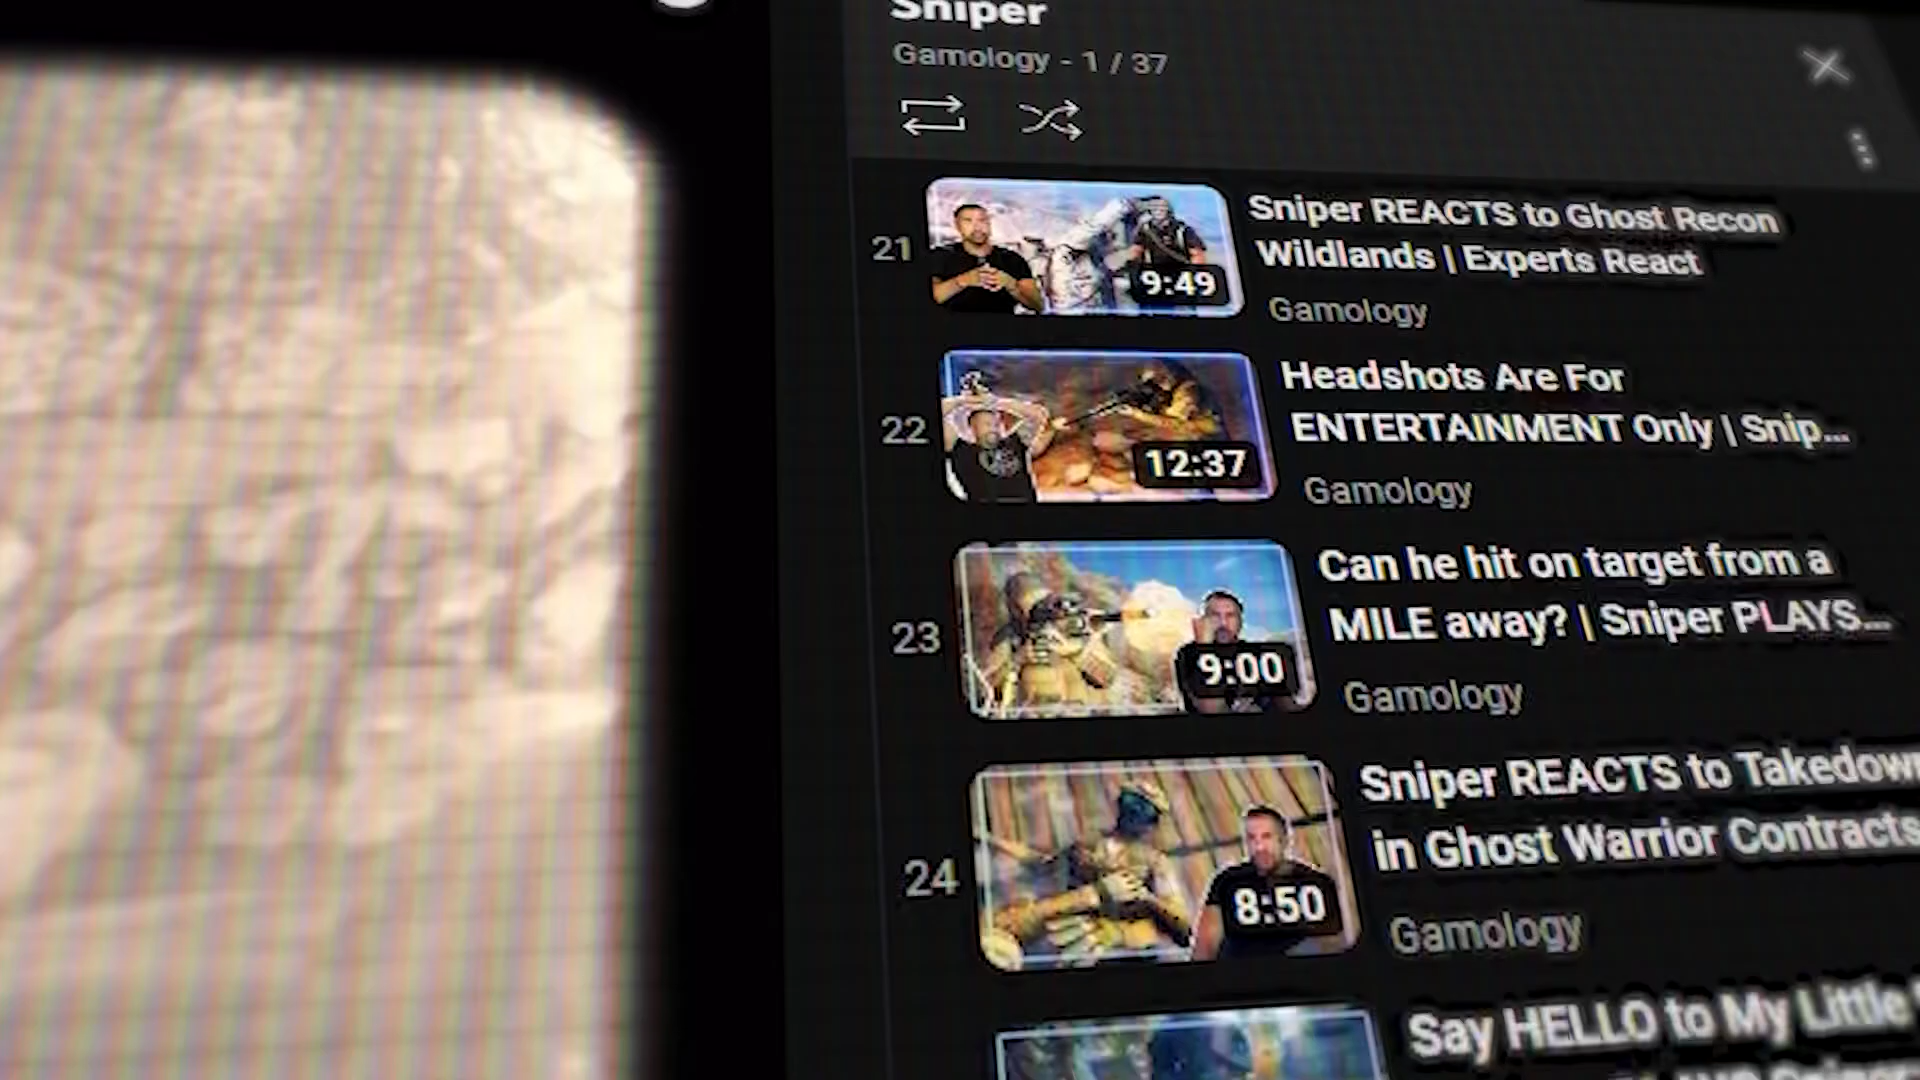 Sniper
Gamology - 1 / 37
21
9:49
Sniper REACTS to Ghost Recon
Wildlands | Experts React
Gamology
22
12:37
Headshots Are For
ENTERTAINMENT Only | Snip...
Gamology
23
9:00
Can he hit on target from a
MILE away? | Sniper PLAYS...
Gamology
24
8:50
Sniper REACTS to Takedown
in Ghost Warrior Contracts
Gamology
Say HELLO to My Little